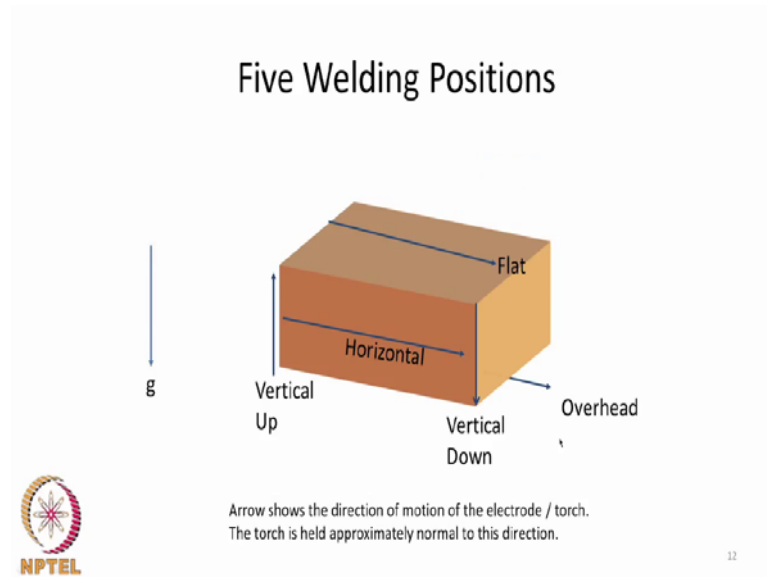 Five Welding Positions
Flat
Horizontal
g
Vertical
Up
Overhead
Vertical
Down
Arrow shows the direction of motion of the electrode / torch.
The torch is held approximately normal to this direction.
12
NPTEL